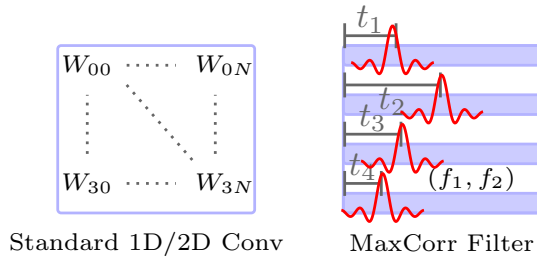 W₀₀ W₀N
W₃₀ W₃N
Standard 1D/2D Conv
t₁
t₂
t₃
t₄
(f₁, f₂)
MaxCorr Filter